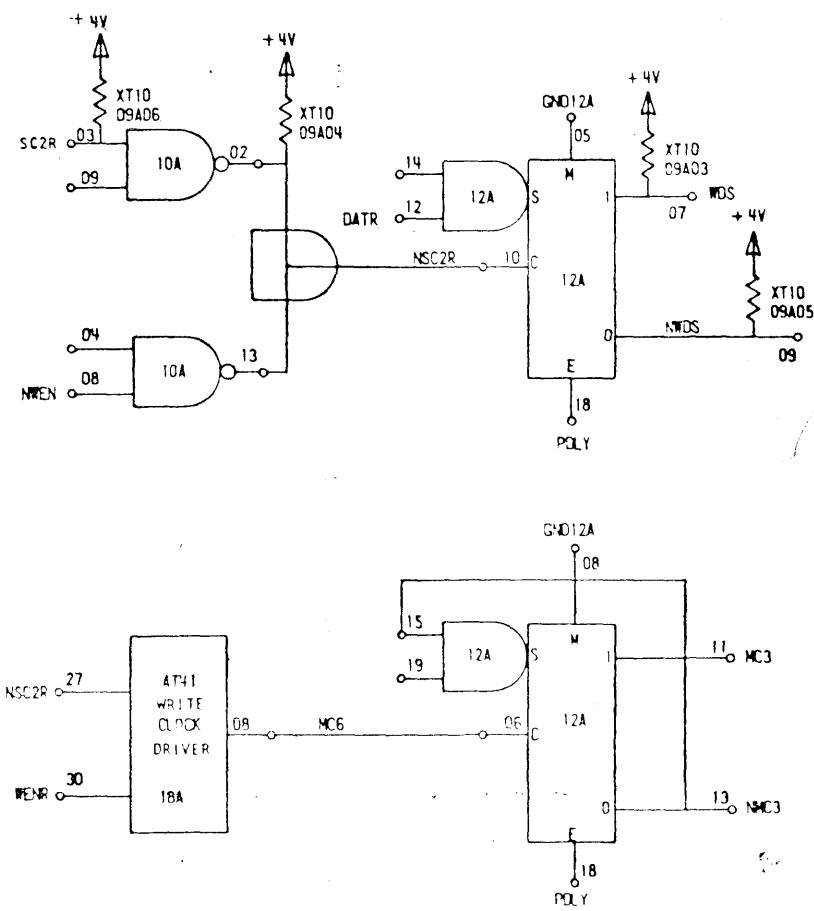 + 4V
+ 4V
XT10
09A06
XT10
09A04
SC2R
03
09
10A
02
04
NWEN
08
10A
13
NSC2R
10
14
DATR
12
12A
S
GND12A
05
M
C
12A
1
0
E
18
POLY
+ 4V
XT10
09A03
WDS
07
+ 4V
XT10
09A05
NWDS
09
NSC2R
27
WENR
30
AT41
WRITE
CLOCK
DRIVER
18A
08
MC6
06
GND12A
08
15
19
12A
S
M
C
12A
1
0
E
18
POLY
11
MC3
13
NMC3